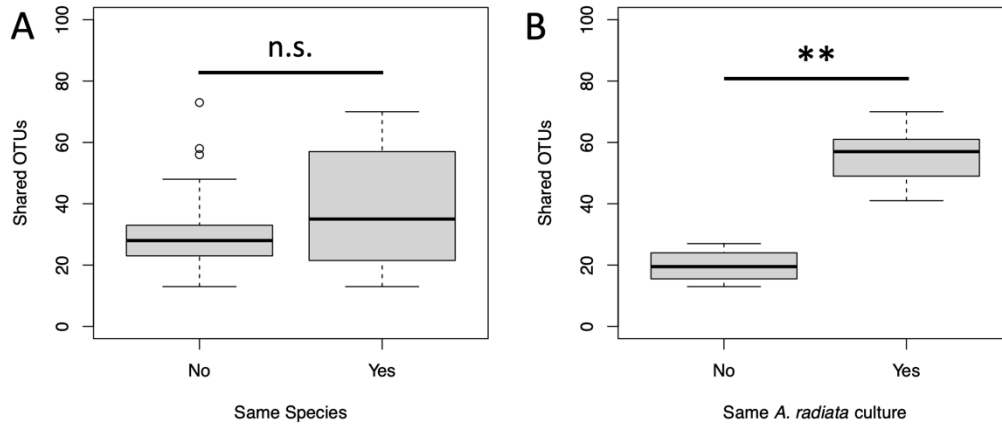 A
n.s.
100
80
60
40
20
0
Shared OTUs
No
Yes
Same Species
B
**
100
80
60
40
20
0
Shared OTUs
No
Yes
Same A. radiata culture